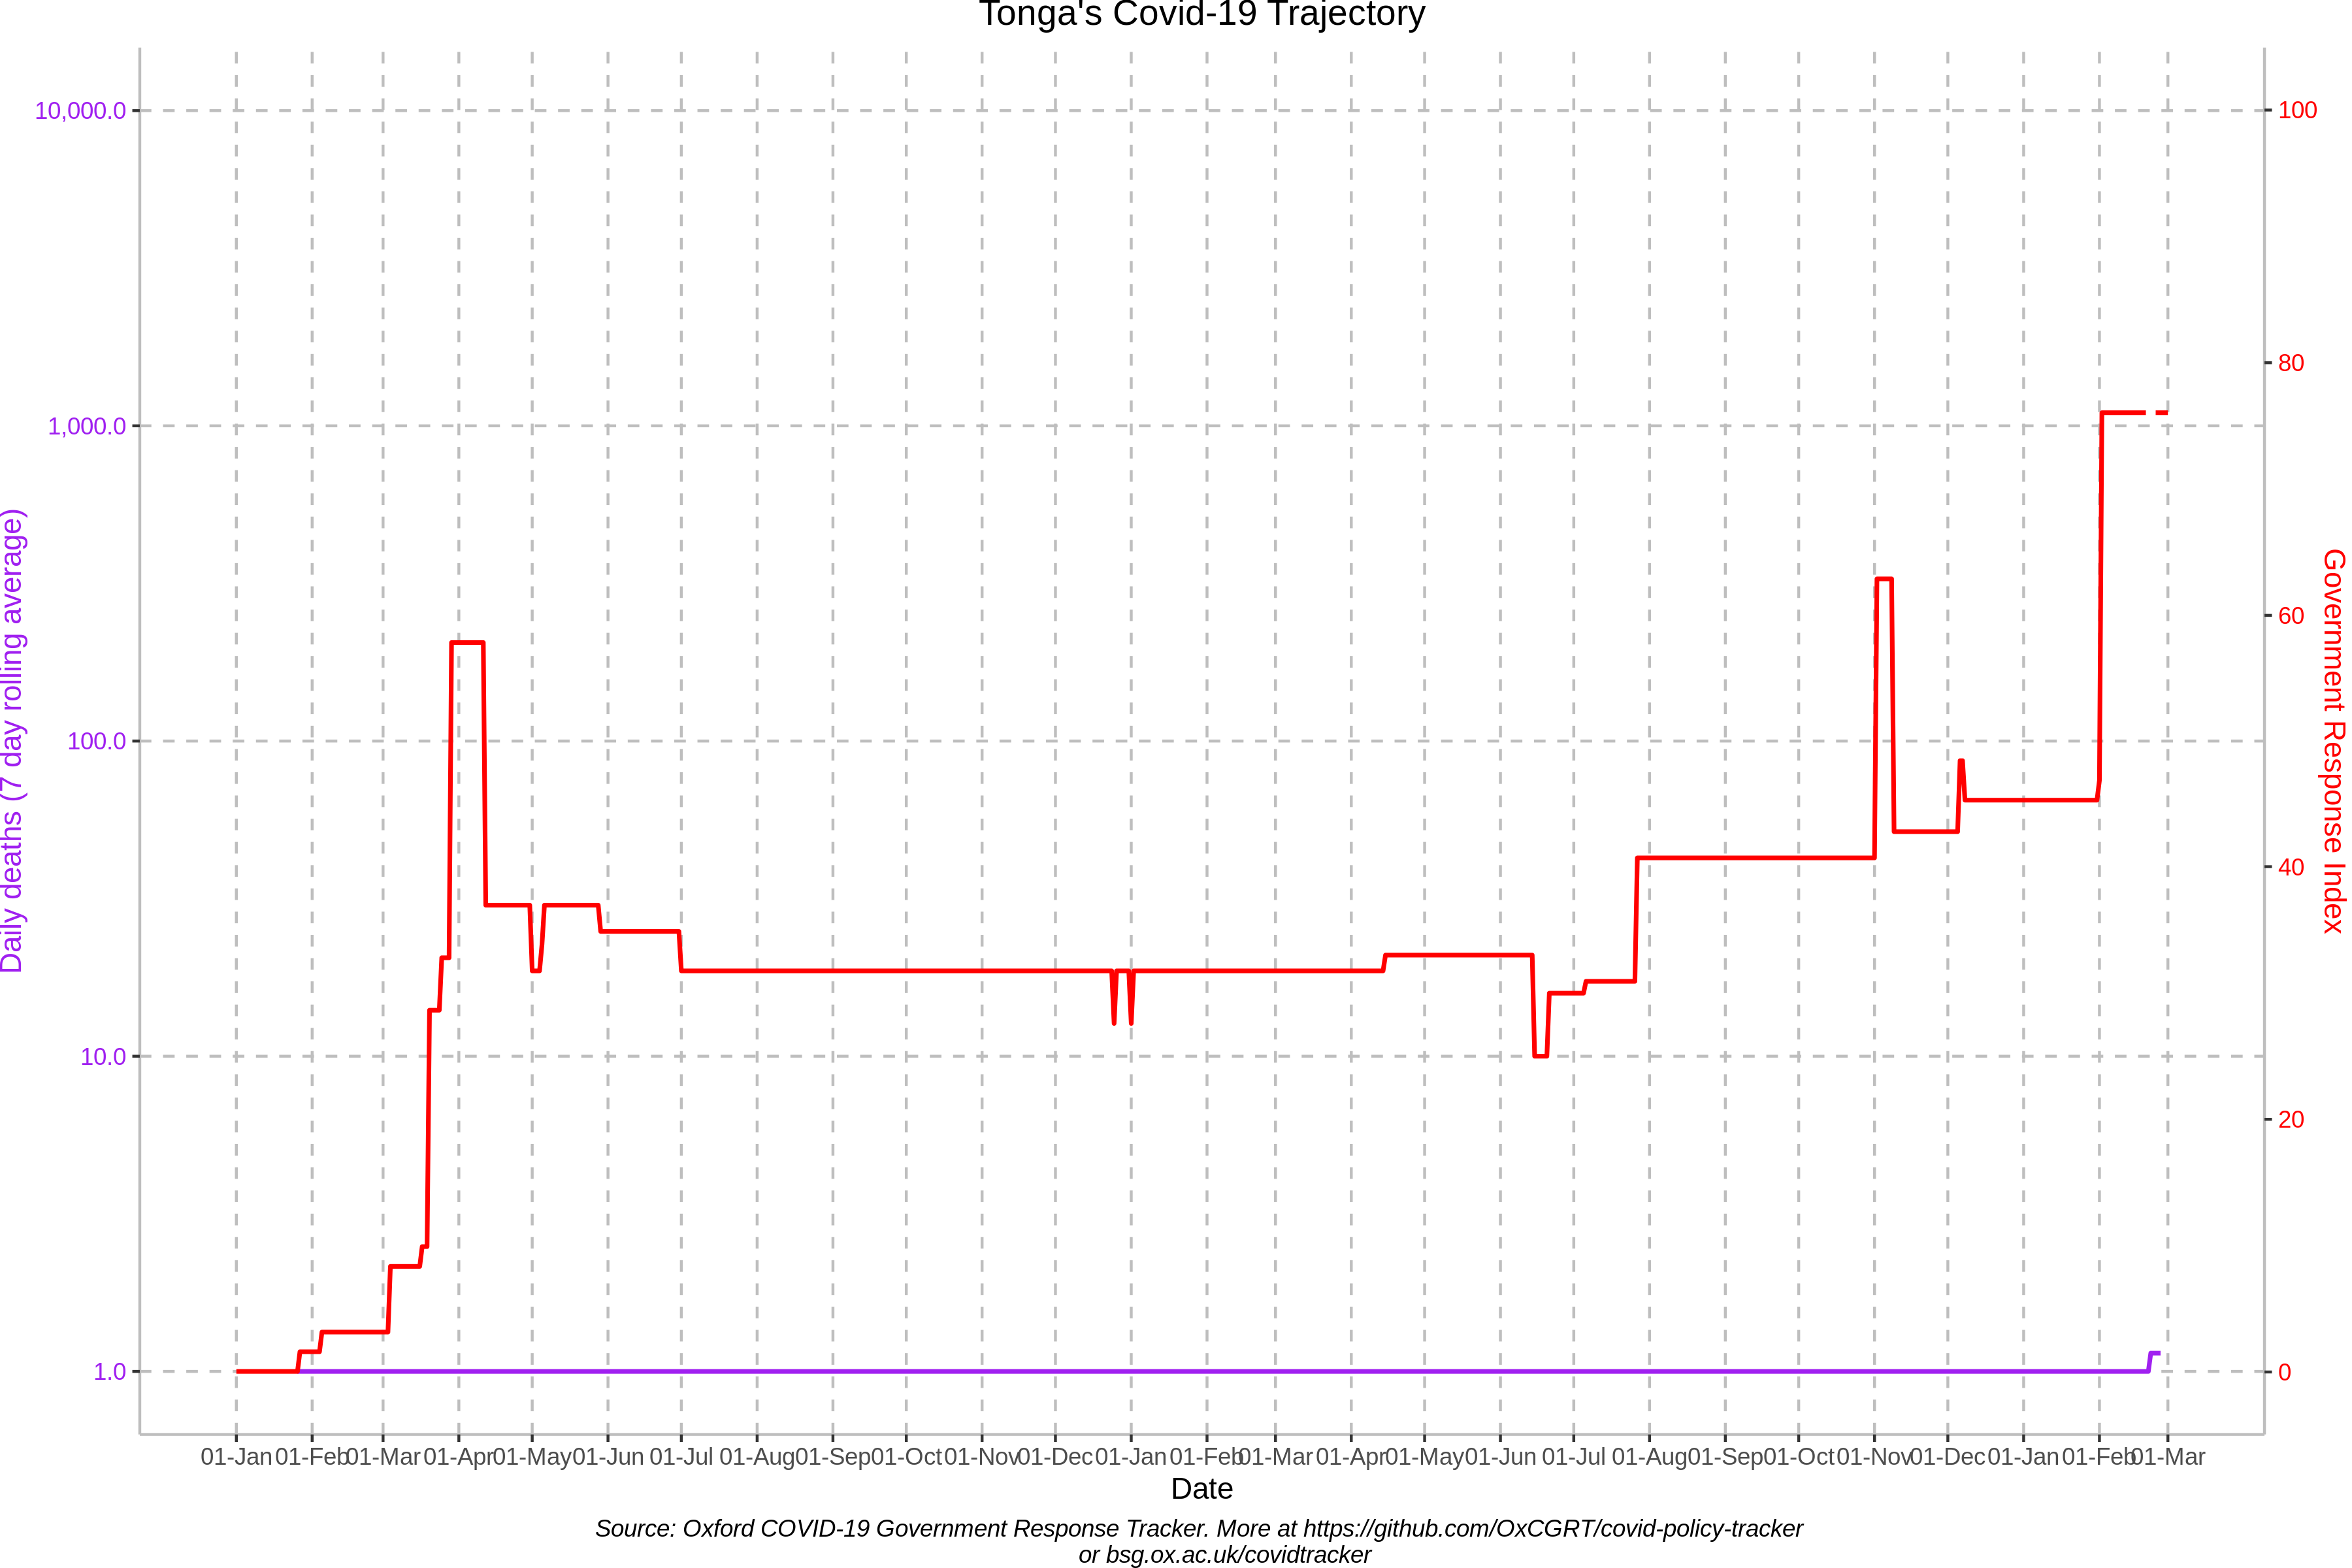 Tonga's Covid-19 Trajectory
10,000.0
1,000.0
100.0
10.0
1.0
Daily deaths (7 day rolling average)
100
80
60
40
20
0
Government Response Index
01-Jan 01-Feb 01-Mar 01-Apr 01-May 01-Jun 01-Jul 01-Aug 01-Sep 01-Oct 01-Nov 01-Dec 01-Jan 01-Feb 01-Mar 01-Apr 01-May 01-Jun 01-Jul 01-Aug 01-Sep 01-Oct 01-Nov 01-Dec 01-Jan 01-Feb 01-Mar
Date
Source: Oxford COVID-19 Government Response Tracker. More at https://github.com/OxCGRT/covid-policy-tracker
or bsg.ox.ac.uk/covidtracker